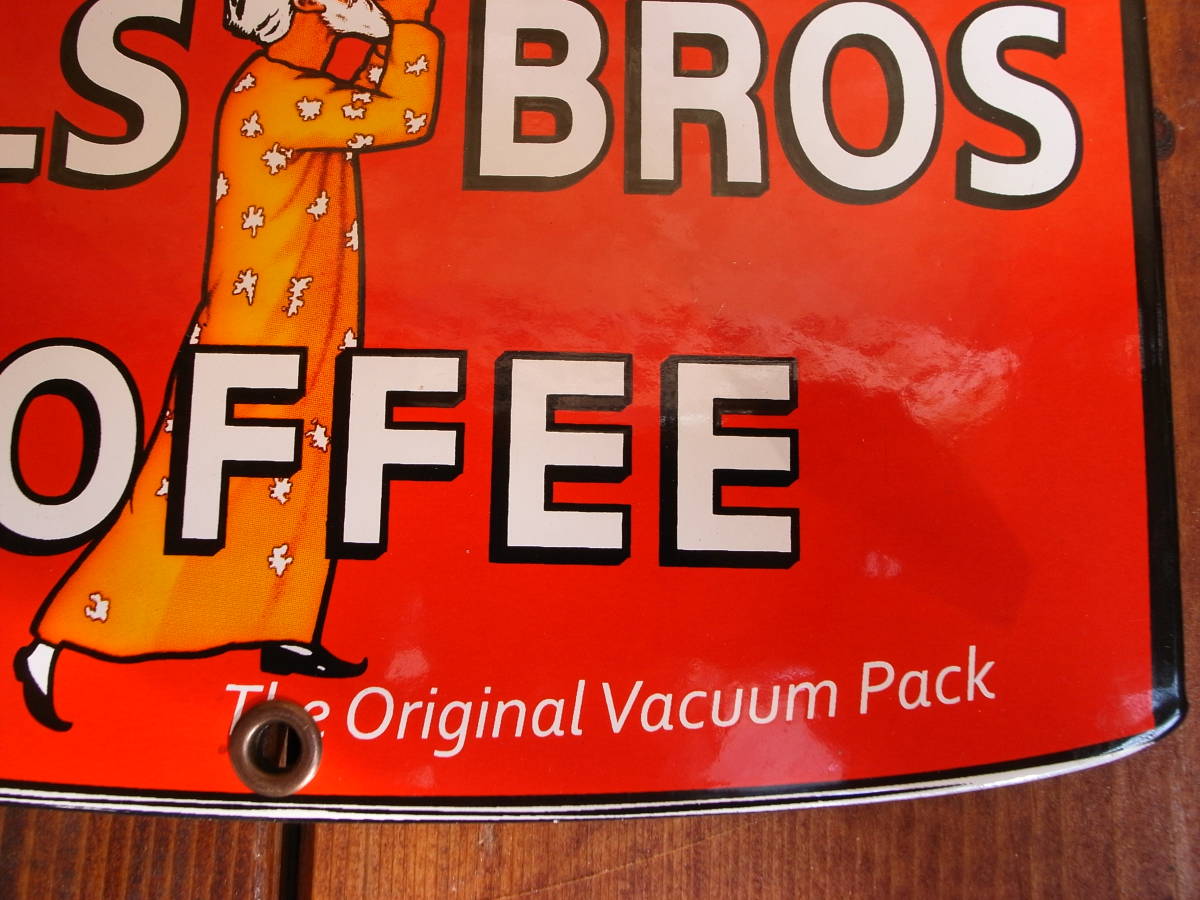 LS BROS
OFFEE
The Original Vacuum Pack